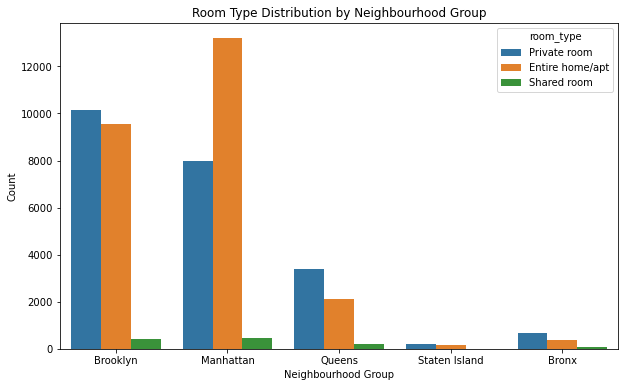 Room Type Distribution by Neighbourhood Group
room_type
Private room
Entire home/apt
Shared room
12000
10000
8000
6000
4000
2000
0
Count
Brooklyn
Manhattan
Queens
Staten Island
Bronx
Neighbourhood Group